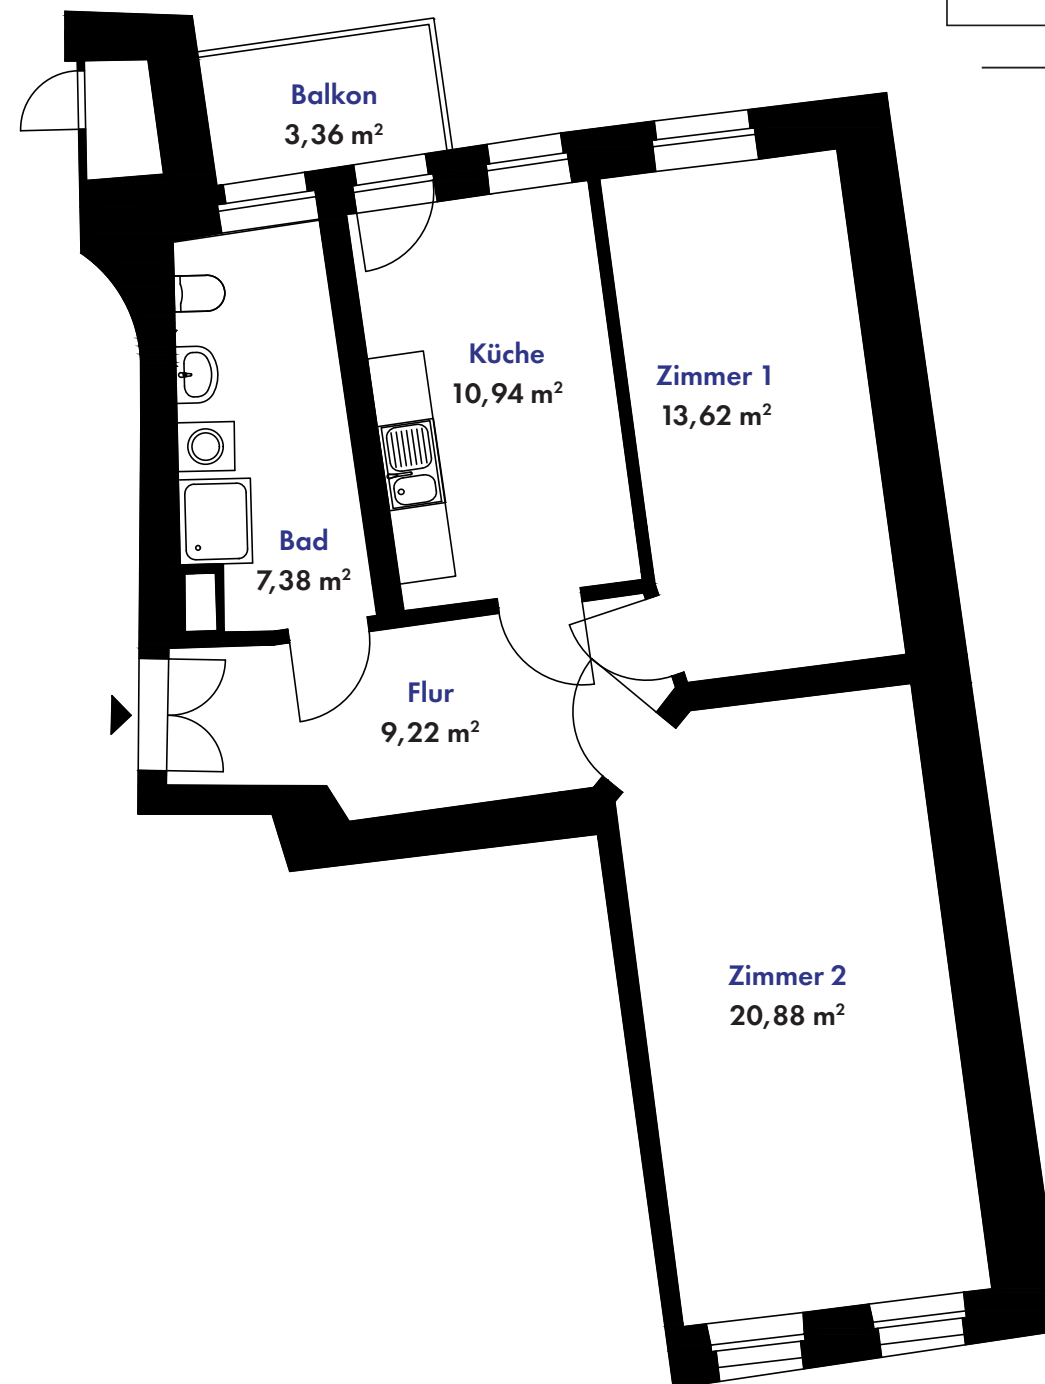 Balkon
3,36 m²
Küche
10,94 m²
Zimmer 1
13,62 m²
Bad
7,38 m²
Flur
9,22 m²
Zimmer 2
20,88 m²